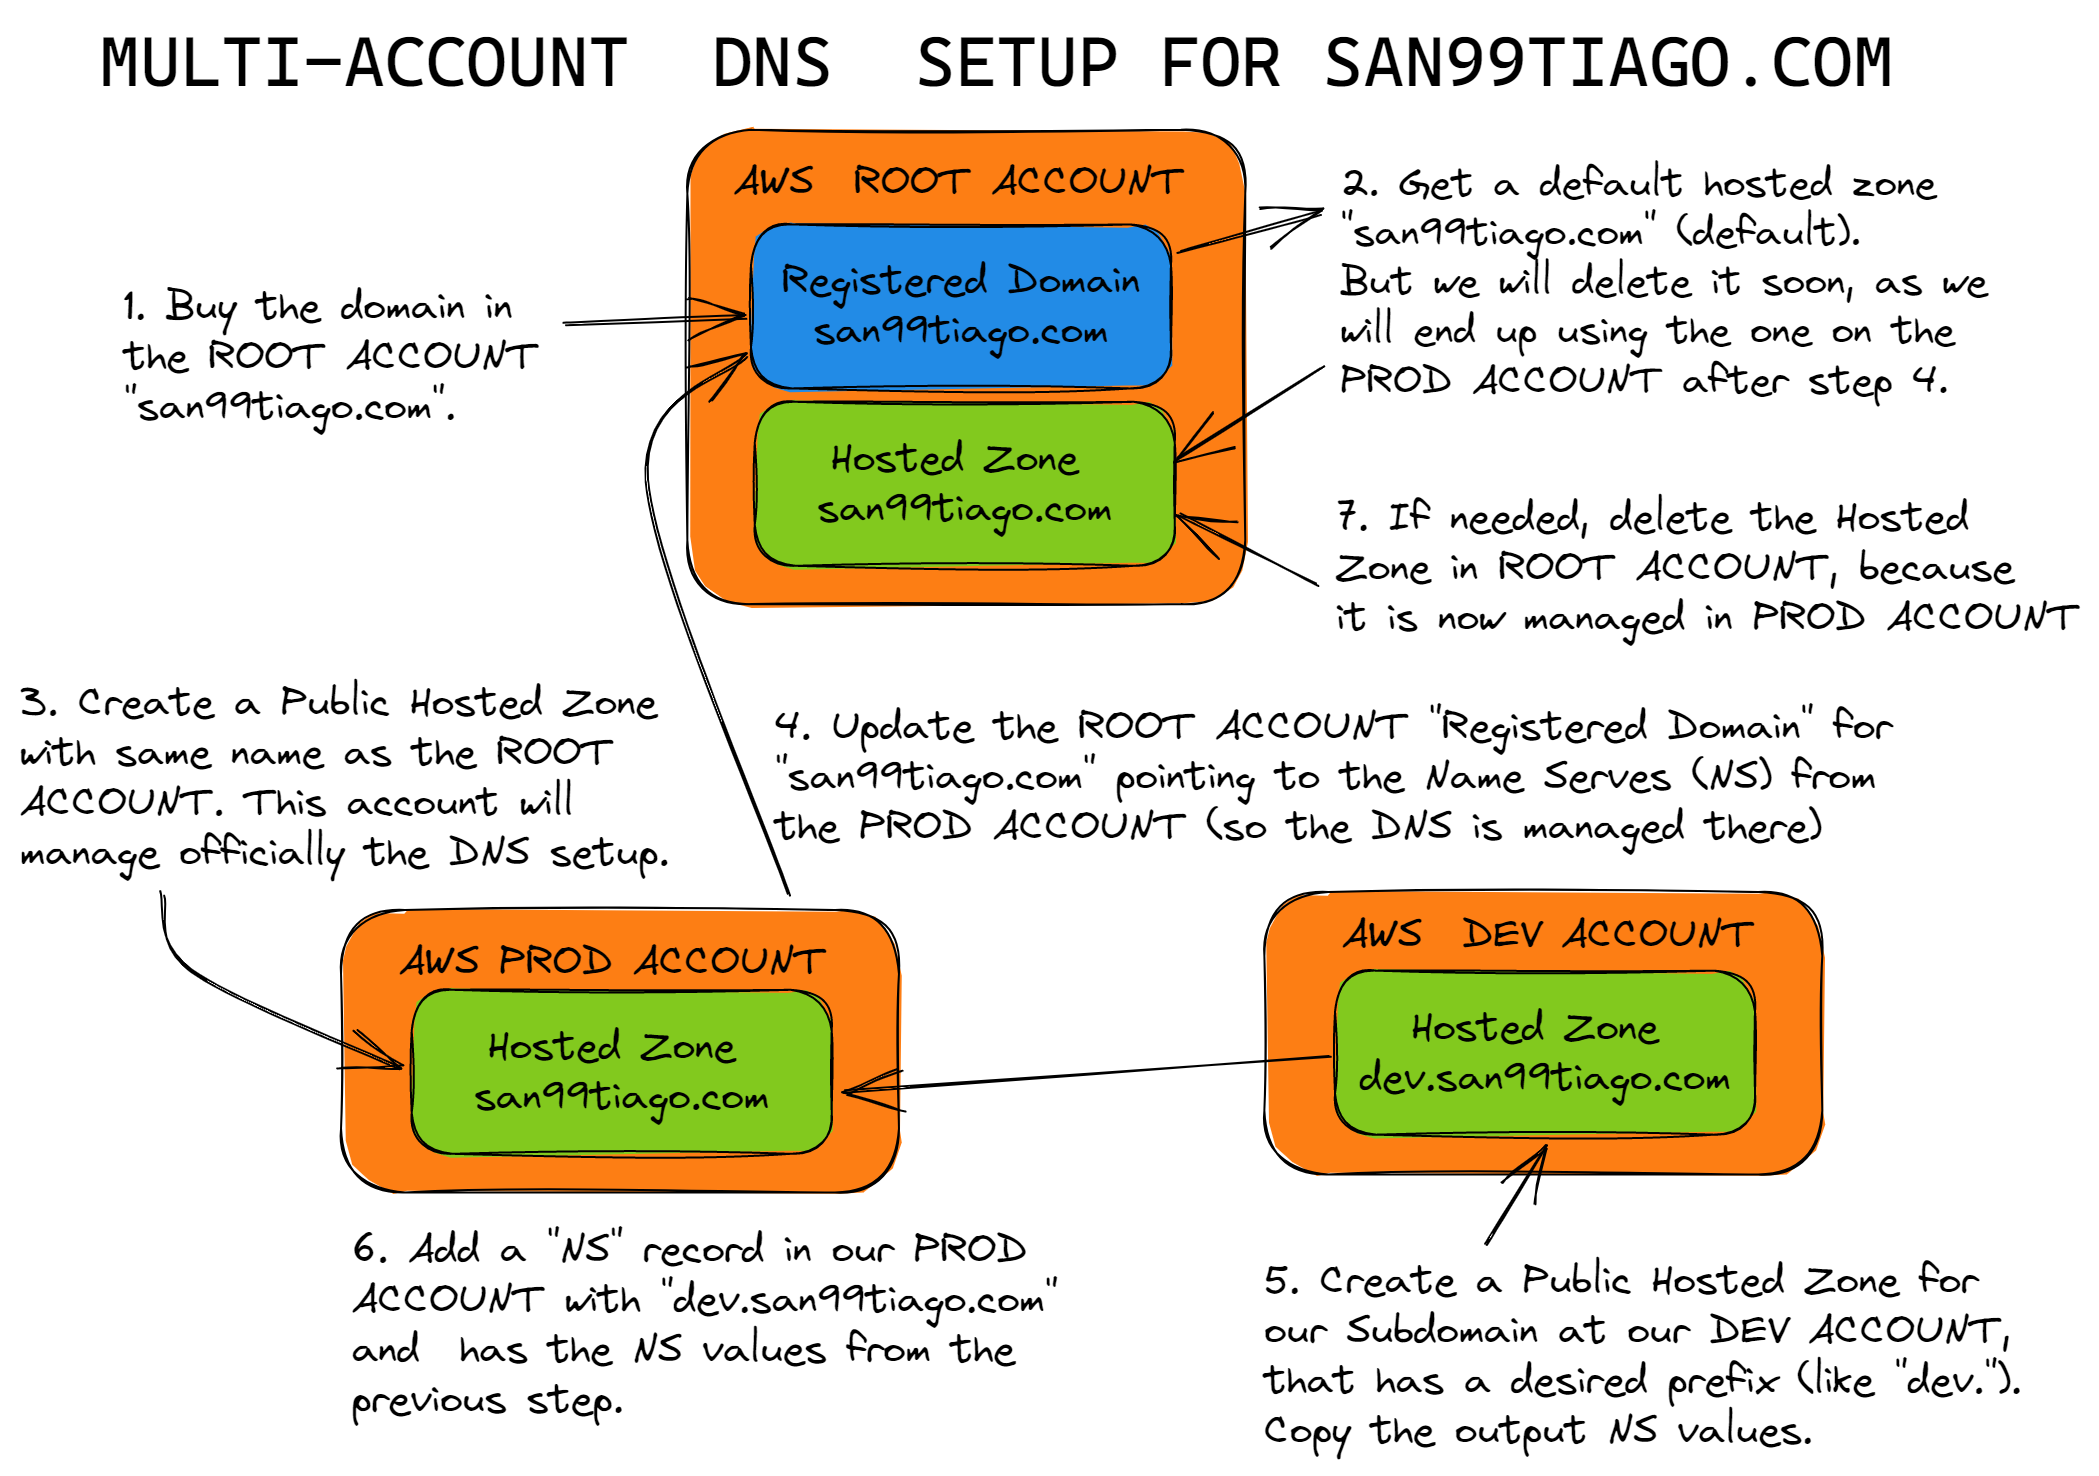 MULTI-ACCOUNT DNS SETUP FOR SAN99TIAGO.COM
AWS ROOT ACCOUNT
Registered Domain
san99tiago.com
Hosted Zone
san99tiago.com
1. Buy the domain in
the ROOT ACCOUNT
"san99tiago.com".
2. Get a default hosted zone
"san99tiago.com" (default).
But we will delete it soon, as we
will end up using the one on the
PROD ACCOUNT after step 4.
7. If needed, delete the Hosted
Zone in ROOT ACCOUNT, because
it is now managed in PROD ACCOUNT
3. Create a Public Hosted Zone
with same name as the ROOT
ACCOUNT. This account will
manage officially the DNS setup.
4. Update the ROOT ACCOUNT "Registered Domain" for
"san99tiago.com" pointing to the Name Serves (NS) from
the PROD ACCOUNT (so the DNS is managed there)
AWS PROD ACCOUNT
Hosted Zone
san99tiago.com
AWS DEV ACCOUNT
Hosted Zone
dev.san99tiago.com
6. Add a "NS" record in our PROD
ACCOUNT with "dev.san99tiago.com"
and has the NS values from the
previous step.
5. Create a Public Hosted Zone for
our Subdomain at our DEV ACCOUNT,
that has a desired prefix (like "dev.").
Copy the output NS values.